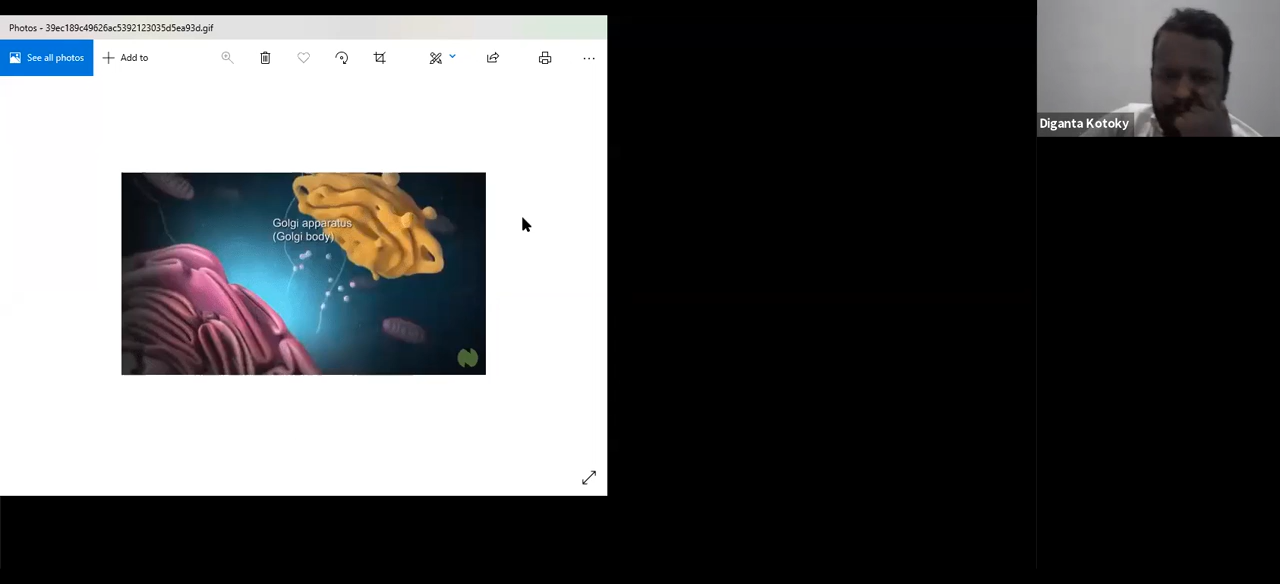 Photos - 39ec189c49626ac5392123035d5ea93d.gif
See all photos
Add to
Golgi apparatus
(Golgi body)
Diganta Kotoky